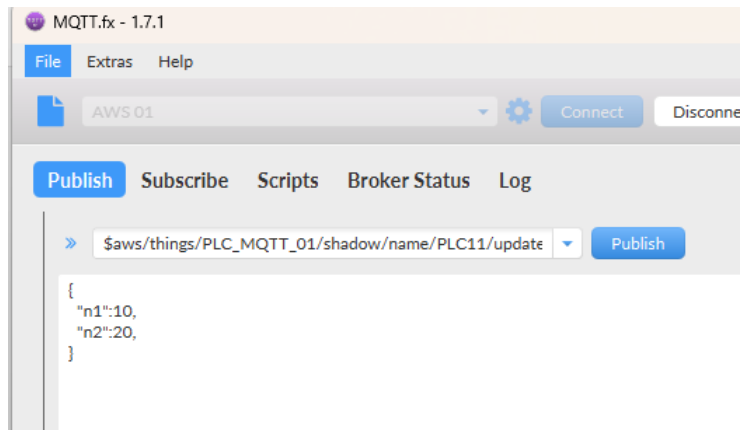 MQTT.fx - 1.7.1
File Extras Help
AWS 01 Connect Disconne
Publish Subscribe Scripts Broker Status Log
$aws/things/PLC_MQTT_01/shadow/name/PLC11/update Publish
{
"n1":10,
"n2":20,
}